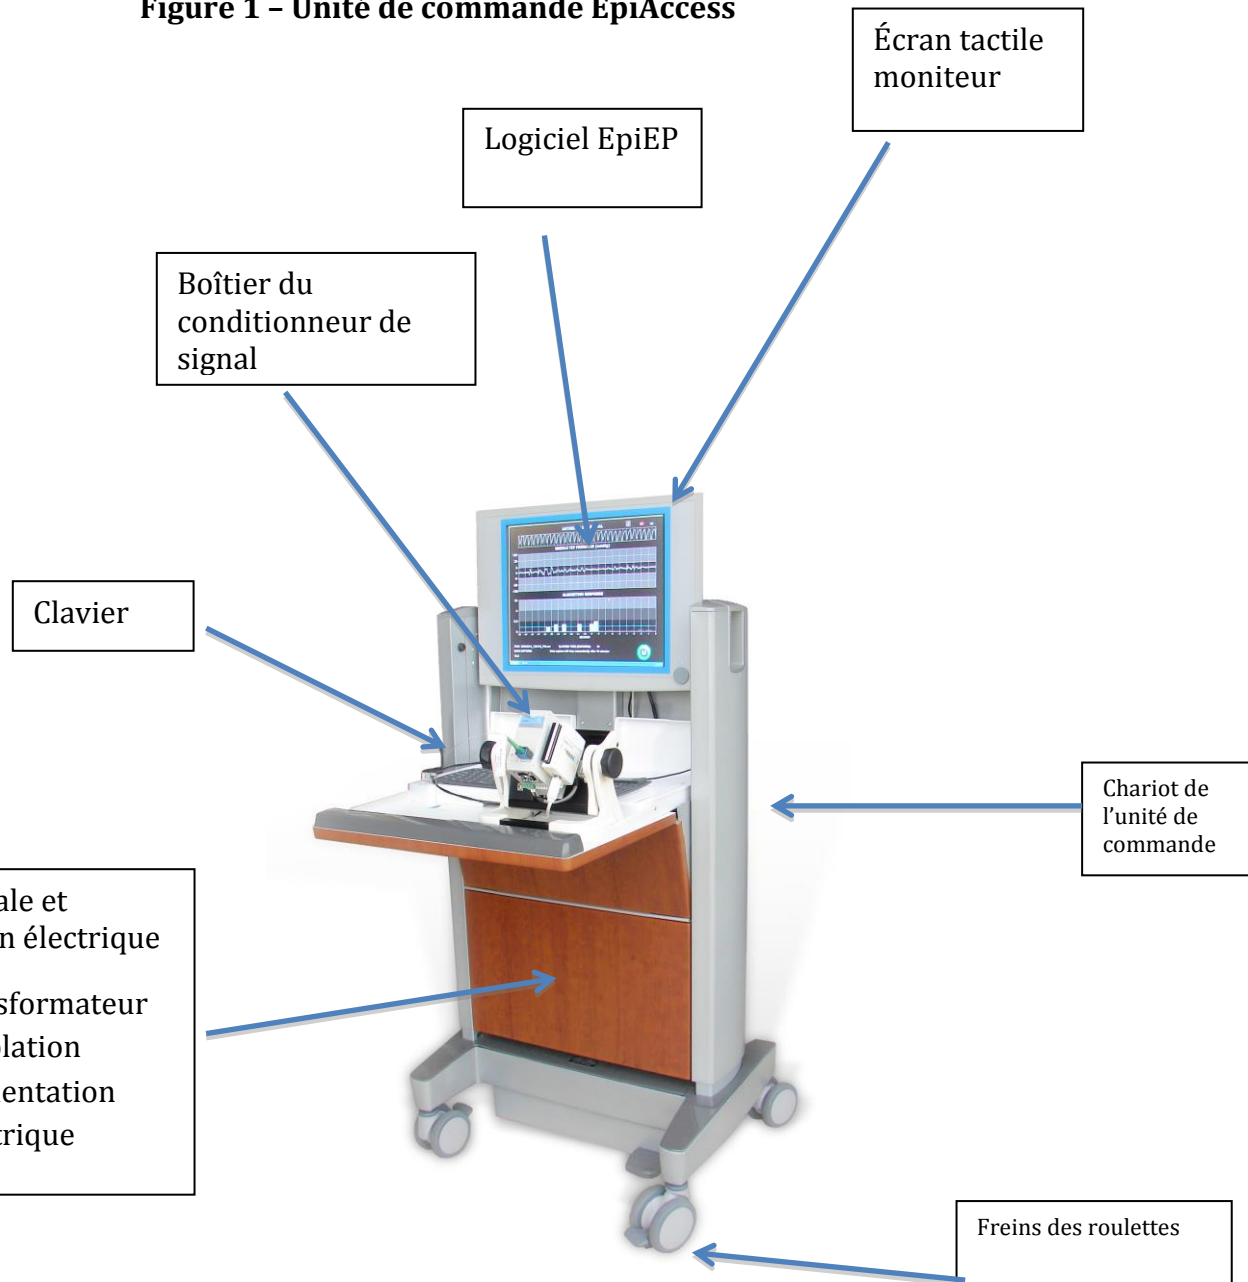 Figure 1 – Unité de commande EpiAccess
Écran tactile
moniteur
Logiciel EpiEP
Boîtier du
conditionneur de
signal
Clavier
Chariot de
l’unité de
commande
ale et
n électrique
sformateur
olation
entation
trique
Freins des roulettes